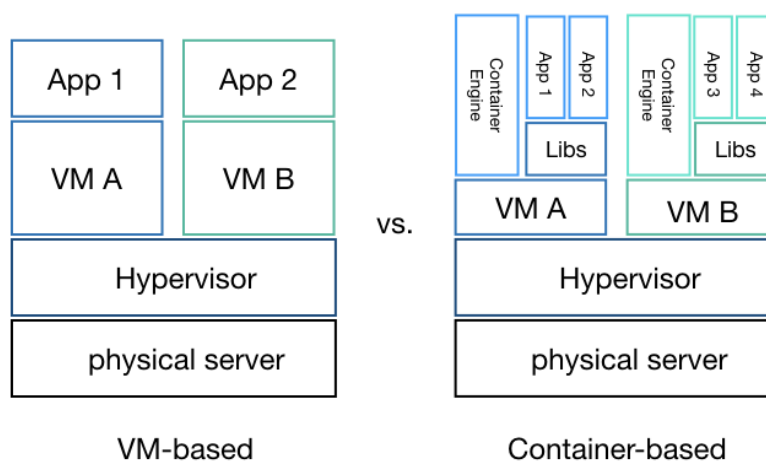 App 1
App 2
VM A
VM B
Hypervisor
physical server
VM-based
vs.
Container
Engine
App 1
App 2
Libs
VM A
Container
Engine
App 3
App 4
Libs
VM B
Hypervisor
physical server
Container-based